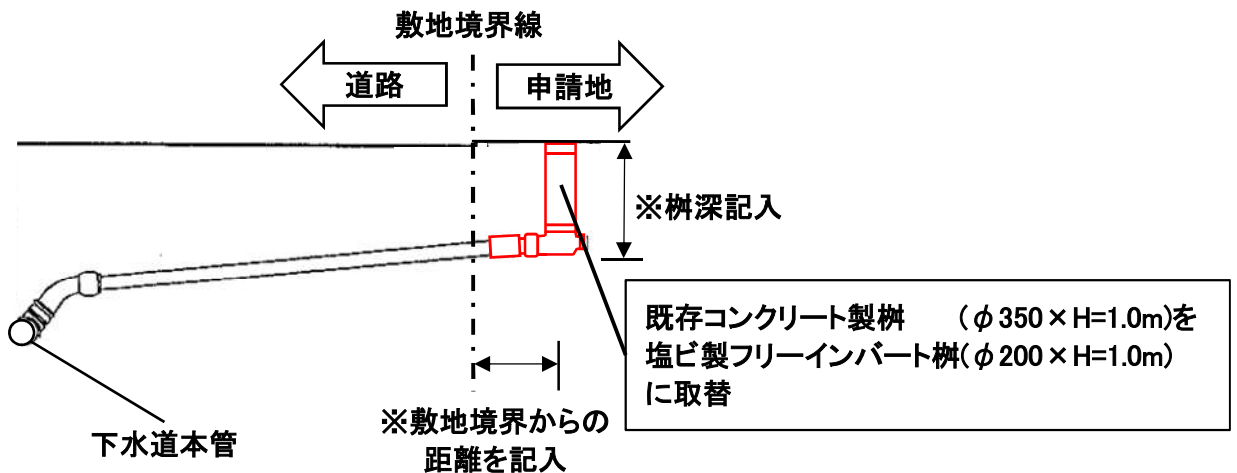 敷地境界線
道路
申請地
※桝深記入
既存コンクリート製桝　（φ350×H=1.0m)を
塩ビ製フリーインバート桝(φ200×H=1.0m)
に取替
※敷地境界からの
距離を記入
下水道本管